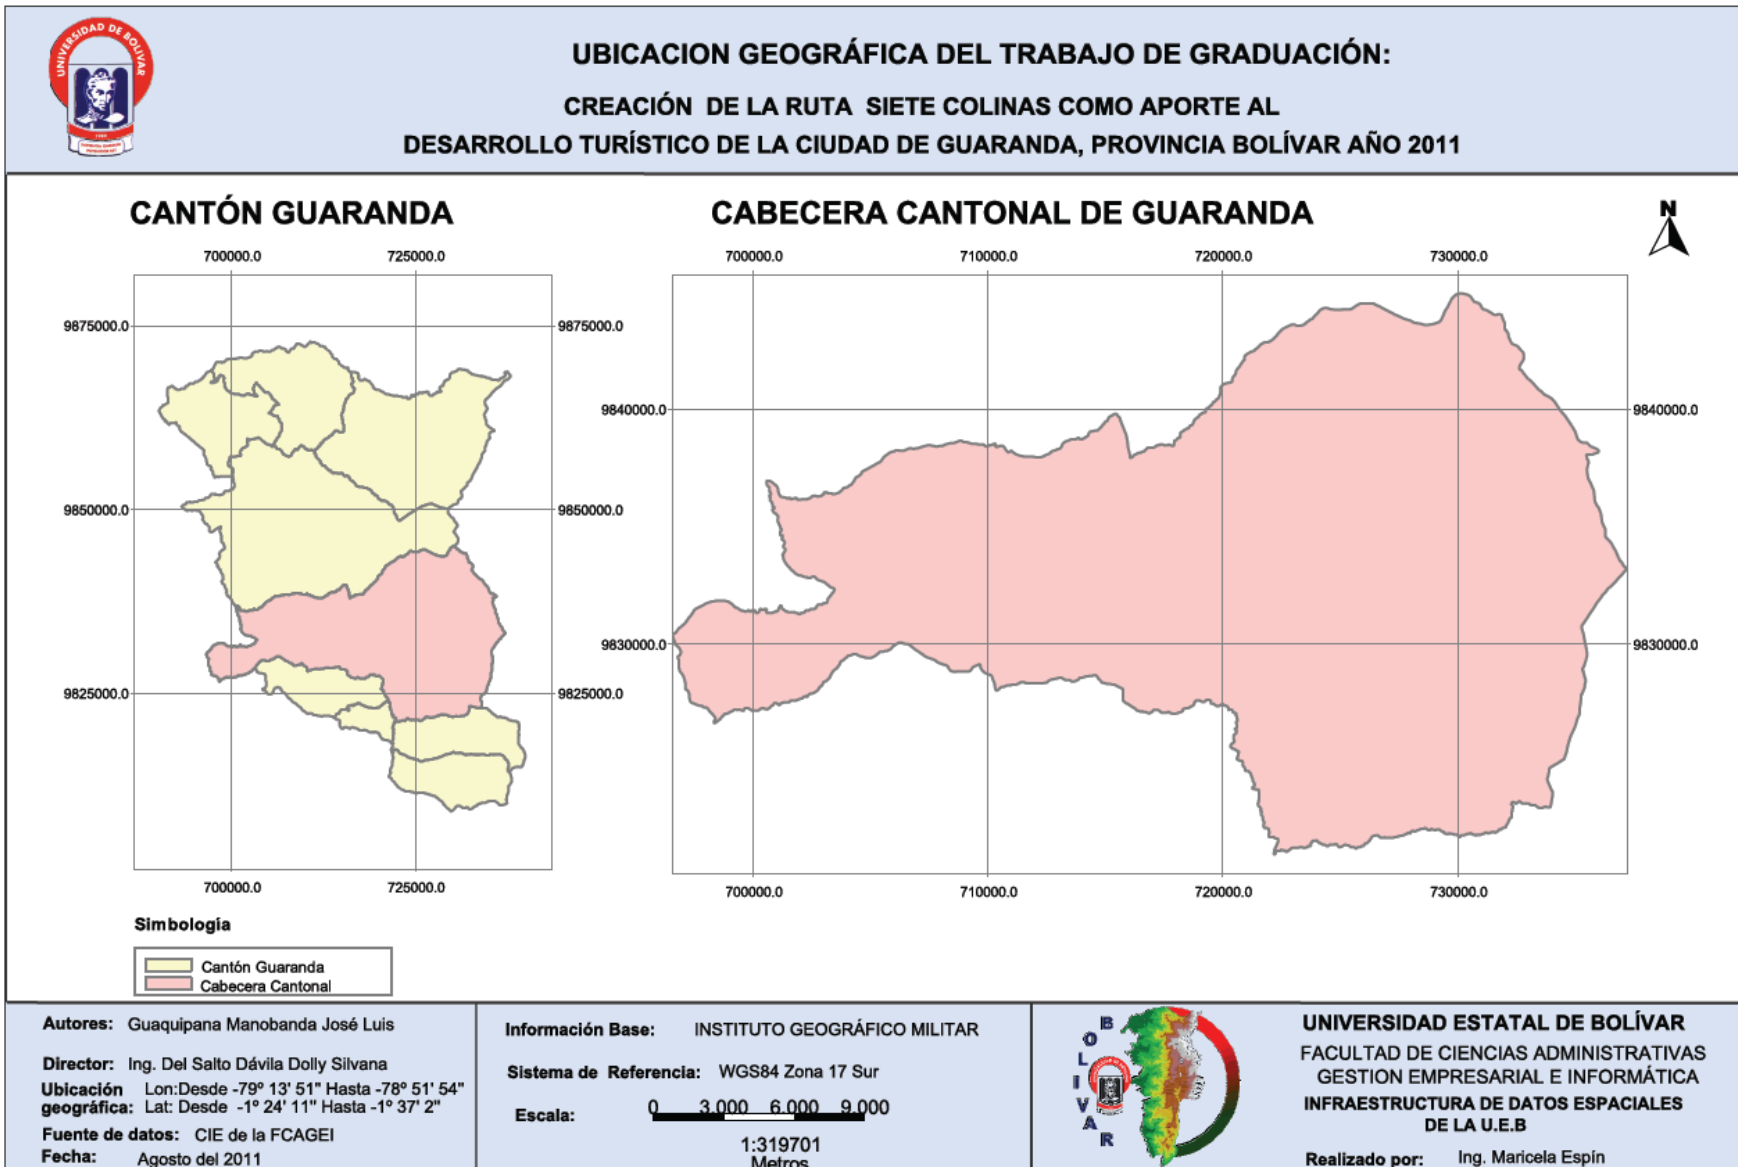 UNIVERSIDAD DE BOLIVAR
UBICACION GEOGRÁFICA DEL TRABAJO DE GRADUACIÓN:
CREACIÓN DE LA RUTA SIETE COLINAS COMO APORTE AL
DESARROLLO TURÍSTICO DE LA CIUDAD DE GUARANDA, PROVINCIA BOLÍVAR AÑO 2011
CANTÓN GUARANDA
700000.0 725000.0
9875000.0 9875000.0
9850000.0 9850000.0
9825000.0 9825000.0
700000.0 725000.0
CABECERA CANTONAL DE GUARANDA
N
700000.0 710000.0 720000.0 730000.0
9840000.0 9840000.0
9830000.0 9830000.0
700000.0 710000.0 720000.0 730000.0
Simbología
Cantón Guaranda
Cabecera Cantonal
Autores: Guaquipana Manobanda José Luis
Director: Ing. Del Salto Dávila Dolly Silvana
Ubicación Lon:Desde -79º 13' 51" Hasta -78º 51' 54"
geográfica: Lat: Desde -1º 24' 11" Hasta -1º 37' 2"
Fuente de datos: CIE de la FCAGEI
Fecha: Agosto del 2011
Información Base: INSTITUTO GEOGRÁFICO MILITAR
Sistema de Referencia: WGS84 Zona 17 Sur
Escala: 0 3.000 6.000 9.000
1:319701
Metros
BOLIVAR
UNIVERSIDAD ESTATAL DE BOLÍVAR
FACULTAD DE CIENCIAS ADMINISTRATIVAS
GESTION EMPRESARIAL E INFORMÁTICA
INFRAESTRUCTURA DE DATOS ESPACIALES
DE LA U.E.B
Realizado por: Ing. Maricela Espín